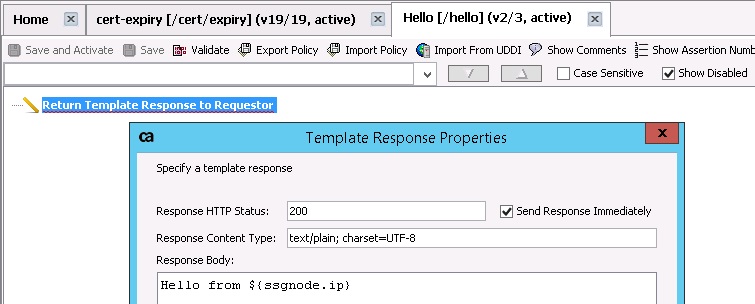 Home cert-expiry [/cert/expiry] (v19/19, active) Hello [/hello] (v2/3, active)
Save and Activate Save Validate Export Policy Import Policy Import From UDDI Show Comments Show Assertion Numb
Case Sensitive Show Disabled
Return Template Response to Requestor
ca Template Response Properties x
Specify a template response
Response HTTP Status: 200 Send Response Immediately
Response Content Type: text/plain; charset=UTF-8
Response Body:
Hello from ${ssgnode.ip}